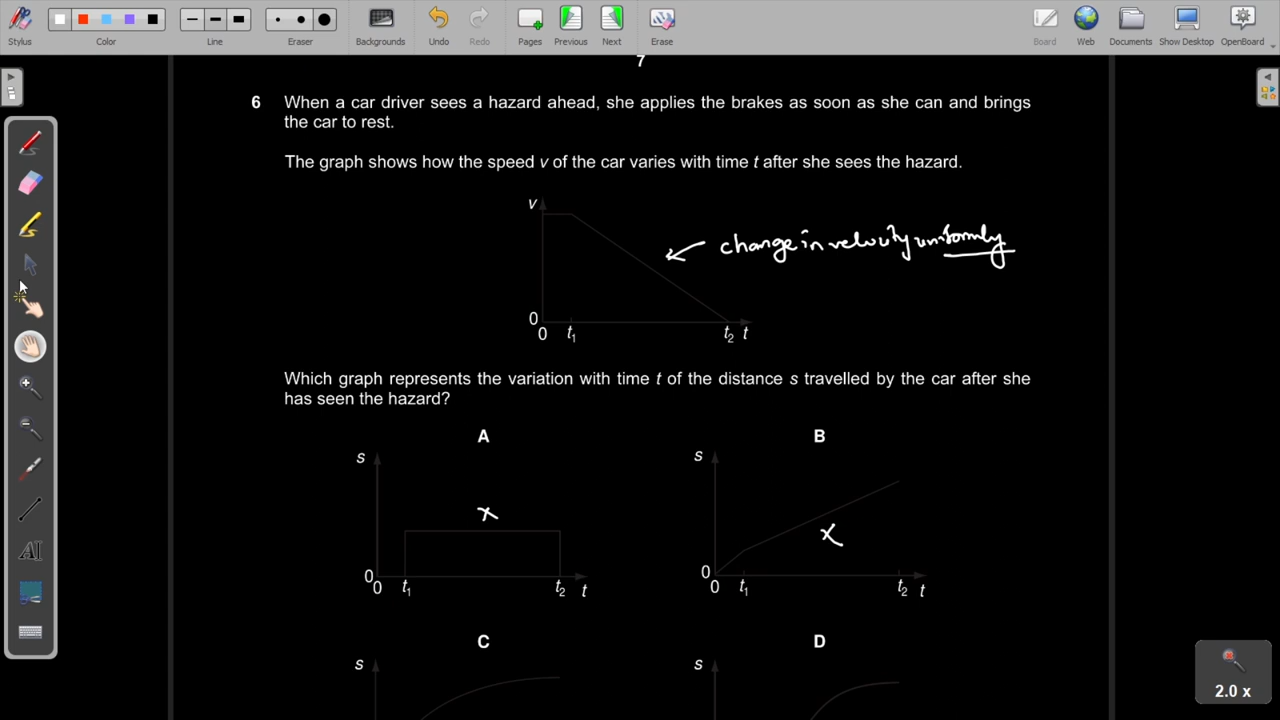 Stylus
Color
Line
Eraser
Backgrounds
Undo
Redo
Pages
Previous
Next
Erase
Board
Web
Documents
Show Desktop
OpenBoard
7
6 When a car driver sees a hazard ahead, she applies the brakes as soon as she can and brings
the car to rest.
The graph shows how the speed v of the car varies with time t after she sees the hazard.
v
change in velocity uniformly
0
0 t1 t2 t
Which graph represents the variation with time t of the distance s travelled by the car after she
has seen the hazard?
A
s
x
0
0 t1 t2 t
B
s
x
0
0 t1 t2 t
C
s
D
s
AI
2.0 x